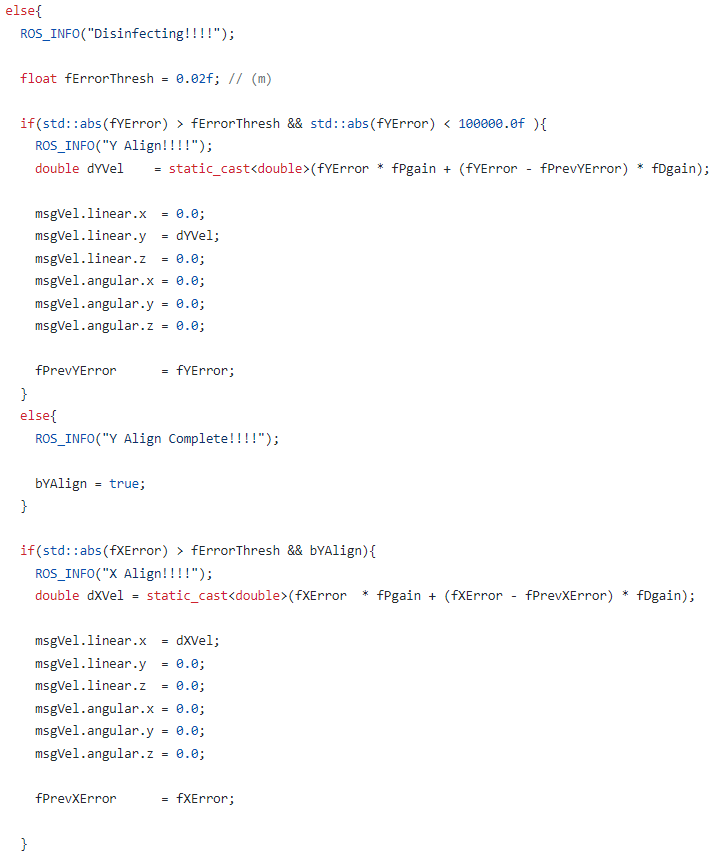 else{
ROS_INFO("Disinfecting!!!!");
float fErrorThresh = 0.02f; // (m)
if(std::abs(fYError) > fErrorThresh && std::abs(fYError) < 100000.0f ){
ROS_INFO("Y Align!!!!");
double dYVel    = static_cast<double>(fYError * fPgain + (fYError - fPrevYError) * fDgain);
msgVel.linear.x  = 0.0;
msgVel.linear.y  = dYVel;
msgVel.linear.z  = 0.0;
msgVel.angular.x = 0.0;
msgVel.angular.y = 0.0;
msgVel.angular.z = 0.0;
fPrevYError      = fYError;
}
else{
ROS_INFO("Y Align Complete!!!!");
bYAlign = true;
}
if(std::abs(fXError) > fErrorThresh && bYAlign){
ROS_INFO("X Align!!!!");
double dXVel = static_cast<double>(fXError  * fPgain + (fXError - fPrevXError) * fDgain);
msgVel.linear.x  = dXVel;
msgVel.linear.y  = 0.0;
msgVel.linear.z  = 0.0;
msgVel.angular.x = 0.0;
msgVel.angular.y = 0.0;
msgVel.angular.z = 0.0;
fPrevXError      = fXError;
}